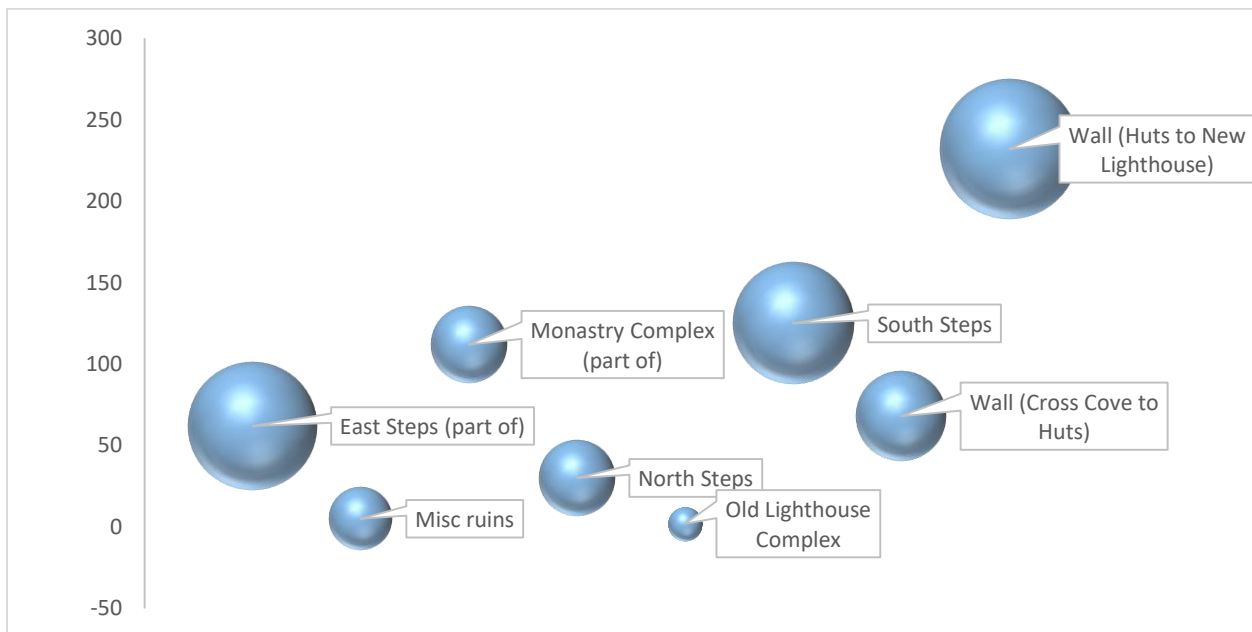 300
250
200
150
100
50
0
-50
Wall (Huts to New
Lighthouse)
Monastry Complex
(part of)
South Steps
East Steps (part of)
Wall (Cross Cove to
Huts)
North Steps
Misc ruins
Old Lighthouse
Complex